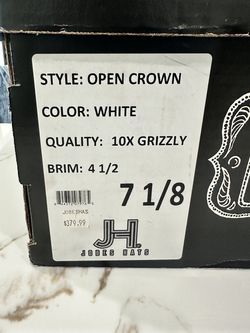 STYLE: OPEN CROWN
COLOR: WHITE
QUALITY: 10X GRIZZLY
BRIM: 4 1/2
7 1/8
$379.99
JH
JOBES HATS